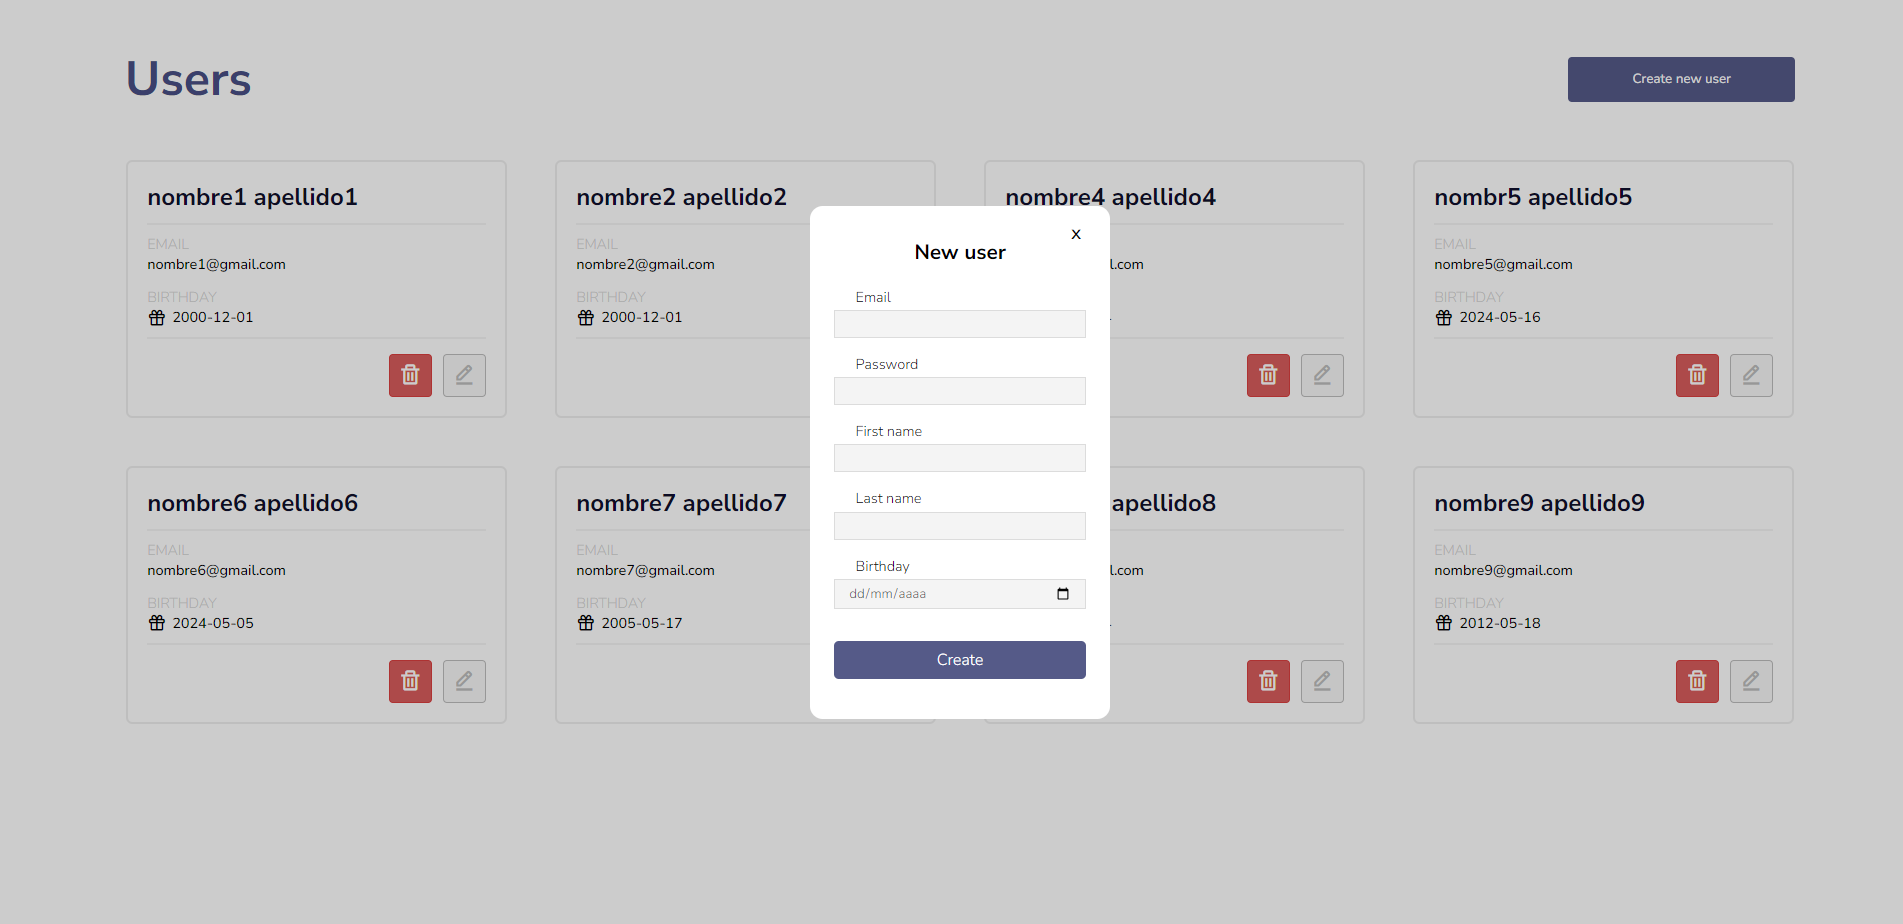 Users
Create new user
nombre1 apellido1
EMAIL
nombre1@gmail.com
BIRTHDAY
2000-12-01
nombre2 apellido2
EMAIL
nombre2@gmail.com
BIRTHDAY
2000-12-01
nombre4 apellido4
l.com
nombr5 apellido5
EMAIL
nombre5@gmail.com
BIRTHDAY
2024-05-16
x
New user
Email
Password
First name
Last name
Birthday
dd/mm/aaaa
Create
nombre6 apellido6
EMAIL
nombre6@gmail.com
BIRTHDAY
2024-05-05
nombre7 apellido7
EMAIL
nombre7@gmail.com
BIRTHDAY
2005-05-17
apellido8
l.com
nombre9 apellido9
EMAIL
nombre9@gmail.com
BIRTHDAY
2012-05-18